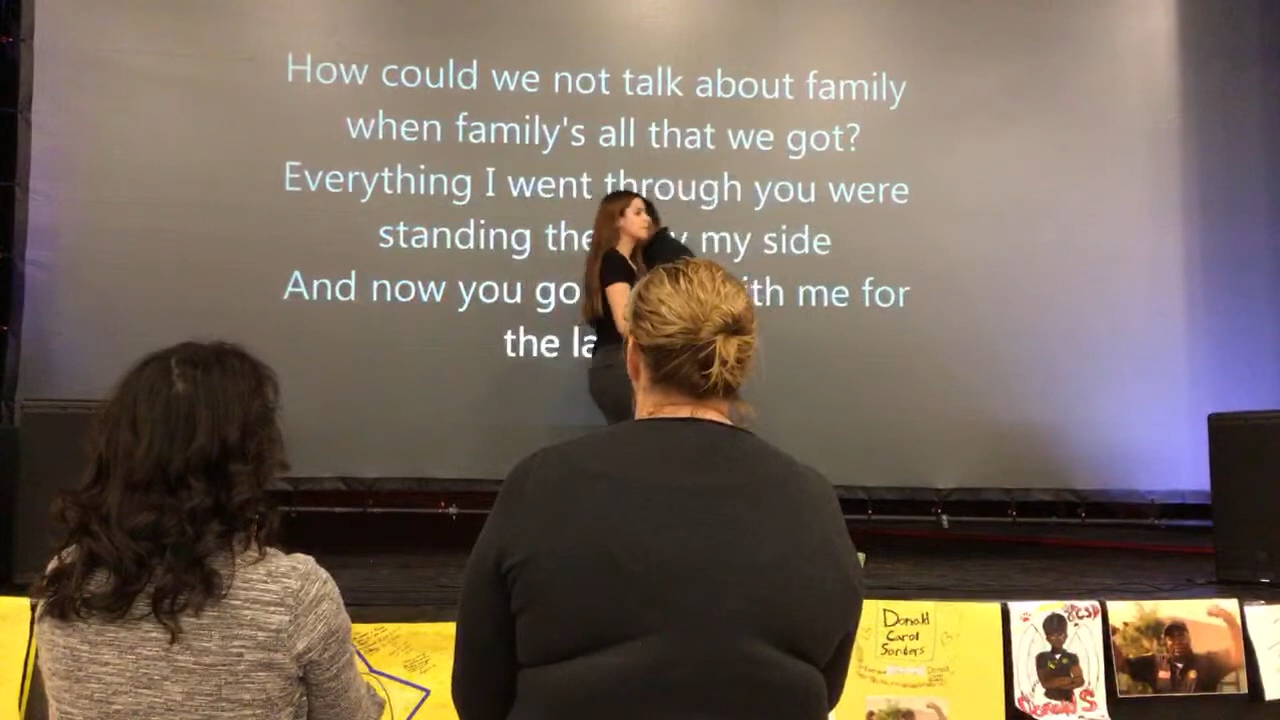 How could we not talk about family
when family's all that we got?
Everything I went through you were
standing the my side
And now you go ith me for
the la
Donald
Carol
Sanders